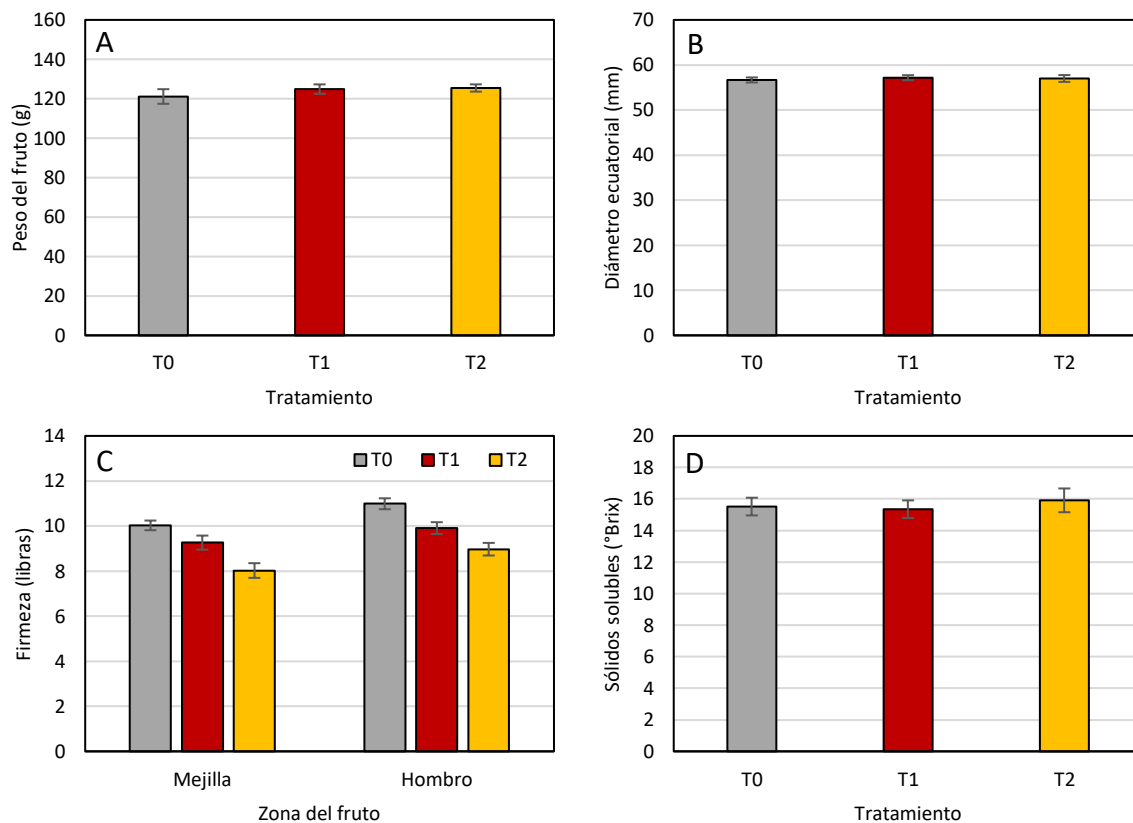 A
Peso del fruto (g)
160
140
120
100
80
60
40
20
0
T0 T1 T2
Tratamiento
B
Diámetro ecuatorial (mm)
70
60
50
40
30
20
10
0
T0 T1 T2
Tratamiento
C
T0 T1 T2
Firmeza (libras)
14
12
10
8
6
4
2
0
Mejilla Hombro
Zona del fruto
D
Sólidos solubles (°Brix)
20
18
16
14
12
10
8
6
4
2
0
T0 T1 T2
Tratamiento